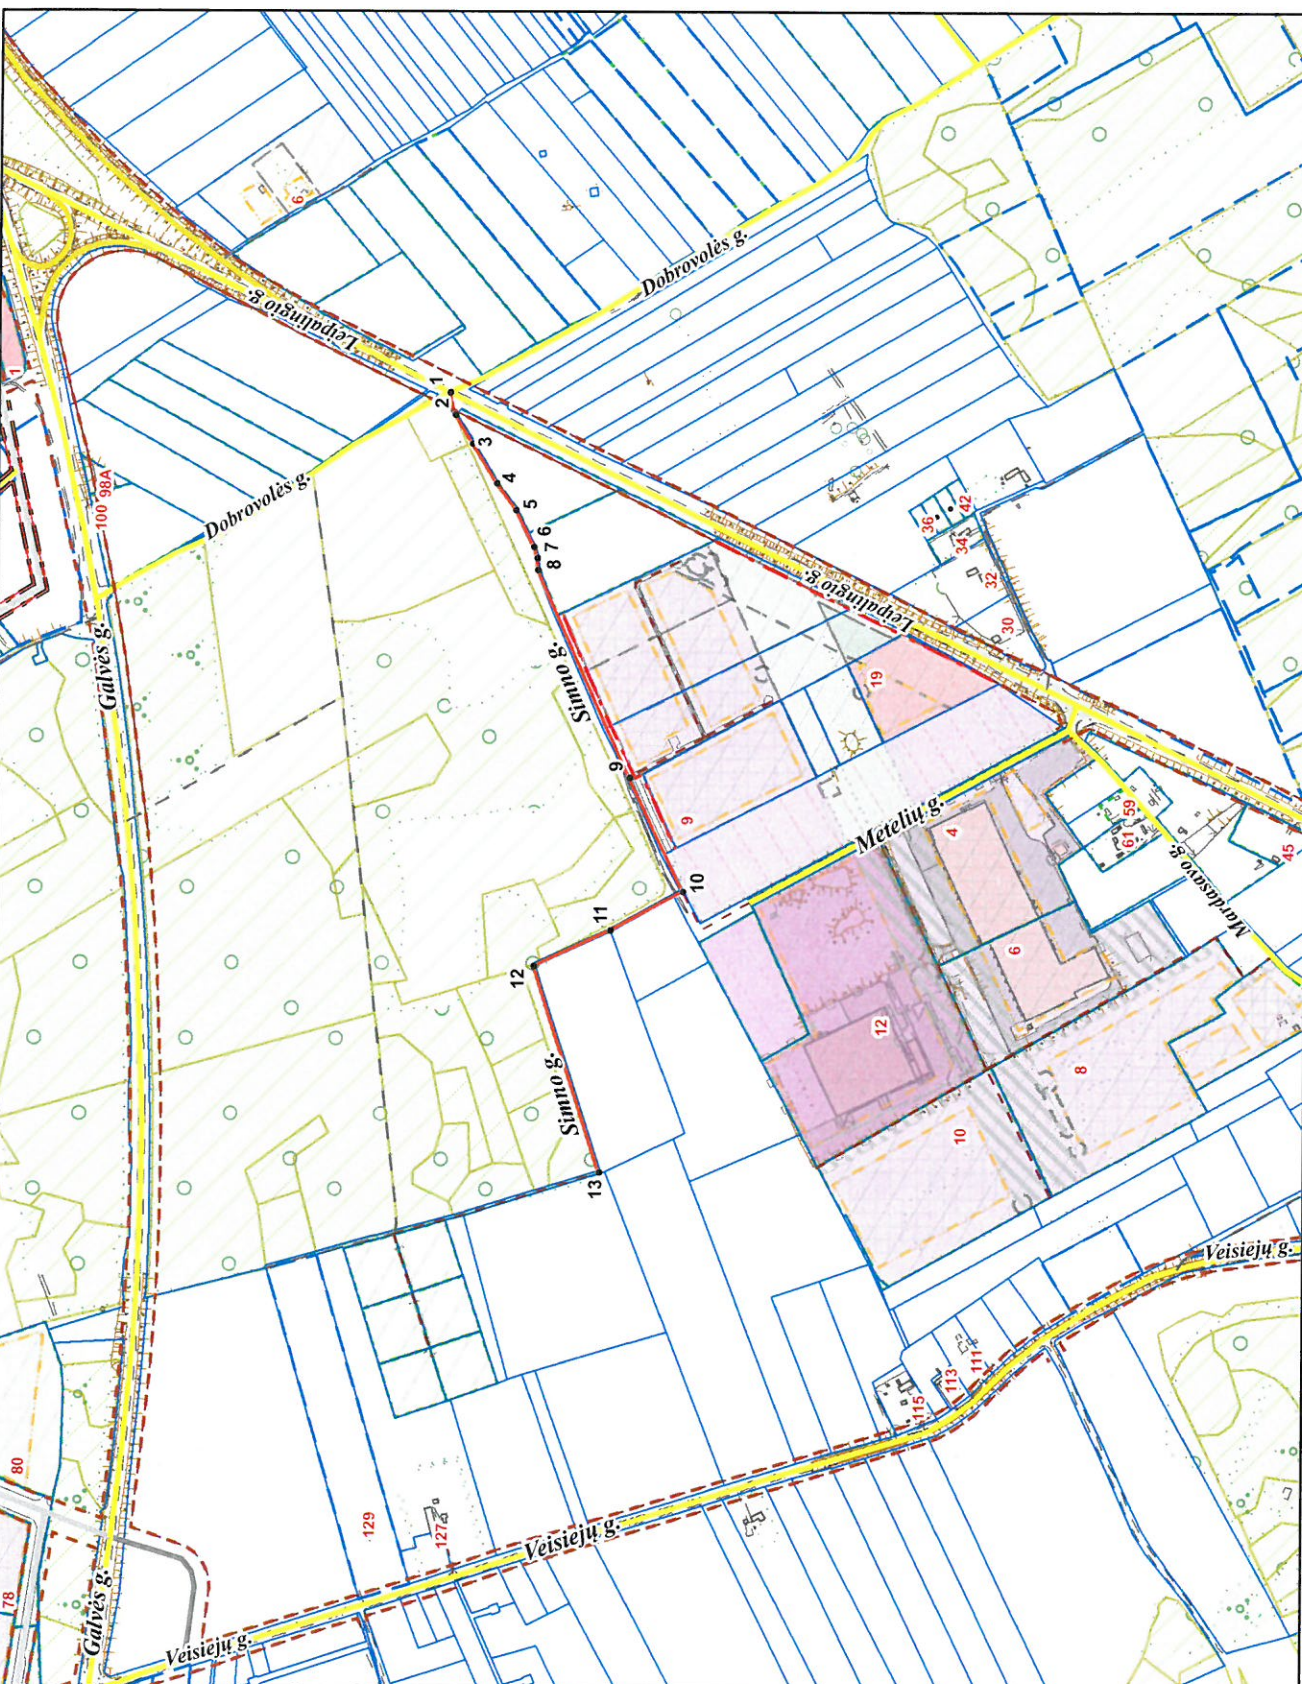 1
6
Leipalingio g.
Dobrovolės g.
100
98A
Dobrovolės g.
Galvės g.
1
2
3
4
5
6
7
8
Simno g.
9
10
11
12
13
Simno g.
36
42
34
32
30
Leipalingio g.
19
9
Metelių g.
4
6
12
8
10
59
61
45
Mardasavo g.
Veisiejų g.
111
113
115
80
78
129
127
Galvės g.
Veisiejų g.
Veisiejų g.